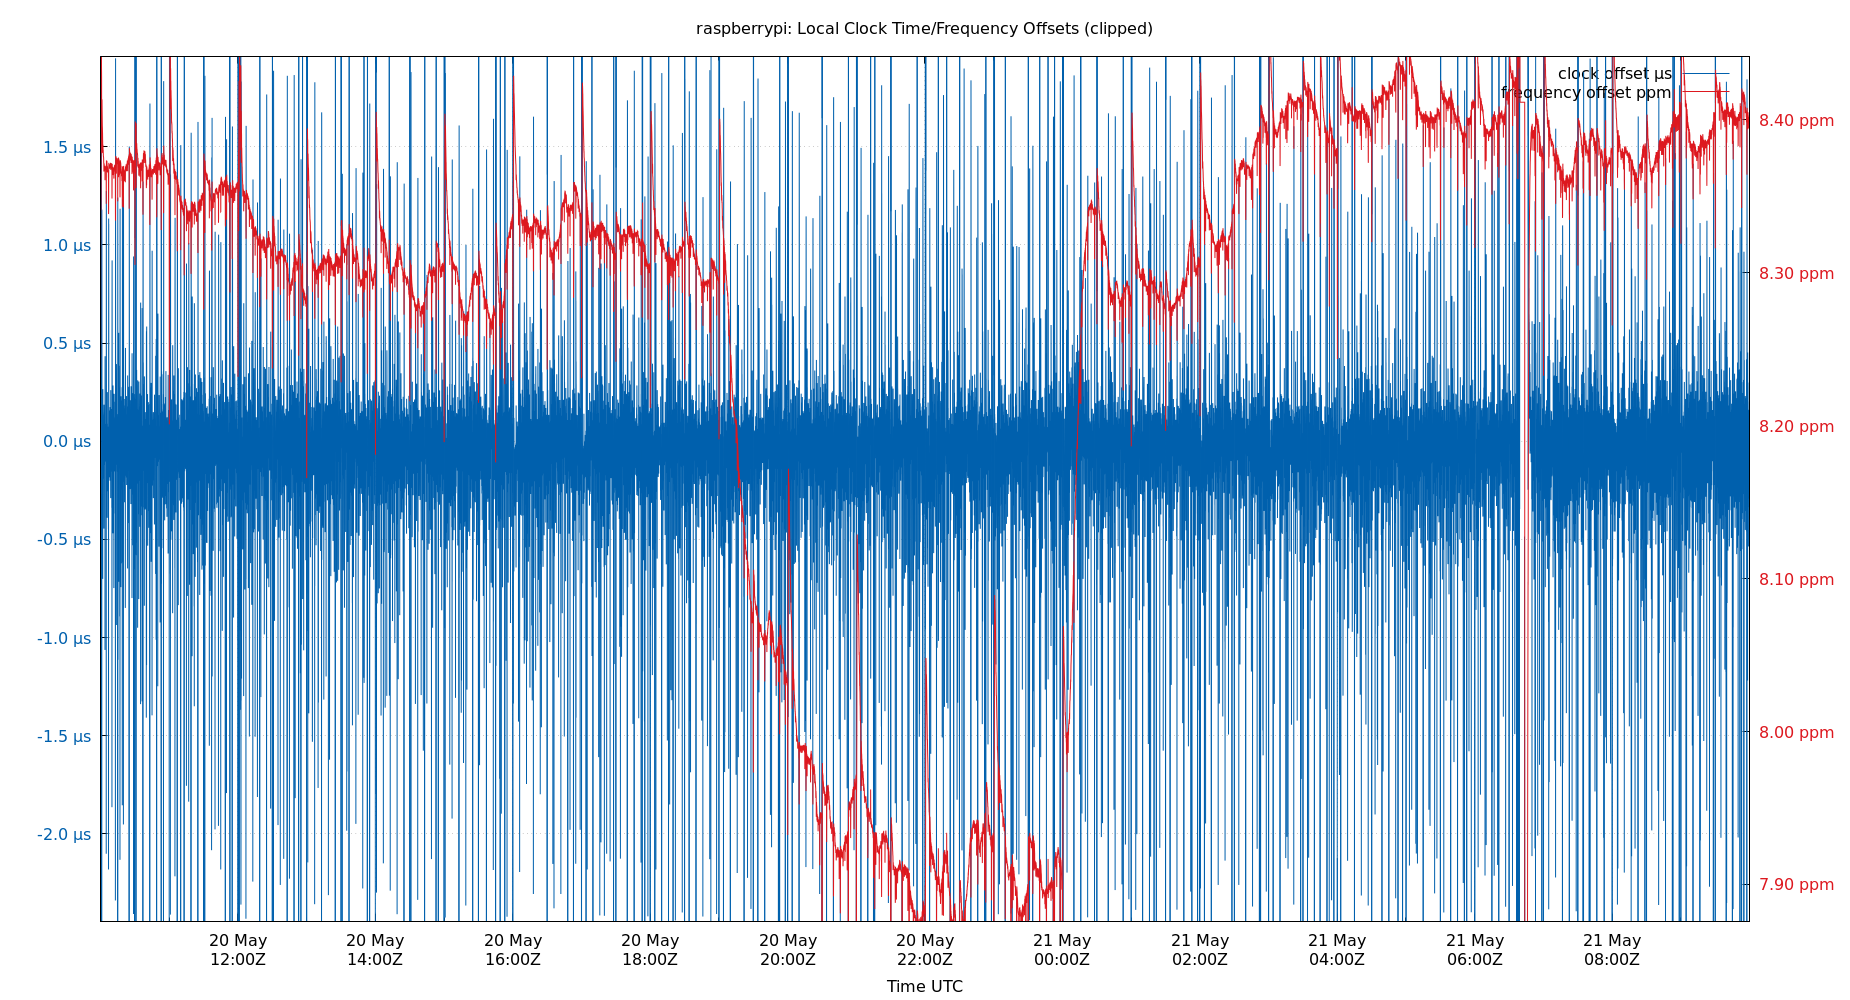 raspberrypi: Local Clock Time/Frequency Offsets (clipped)
clock offset µs
frequency offset ppm
1.5 µs
1.0 µs
0.5 µs
0.0 µs
-0.5 µs
-1.0 µs
-1.5 µs
-2.0 µs
8.40 ppm
8.30 ppm
8.20 ppm
8.10 ppm
8.00 ppm
7.90 ppm
20 May 20 May 20 May 20 May 20 May 20 May 21 May 21 May 21 May 21 May 21 May
12:00Z 14:00Z 16:00Z 18:00Z 20:00Z 22:00Z 00:00Z 02:00Z 04:00Z 06:00Z 08:00Z
Time UTC